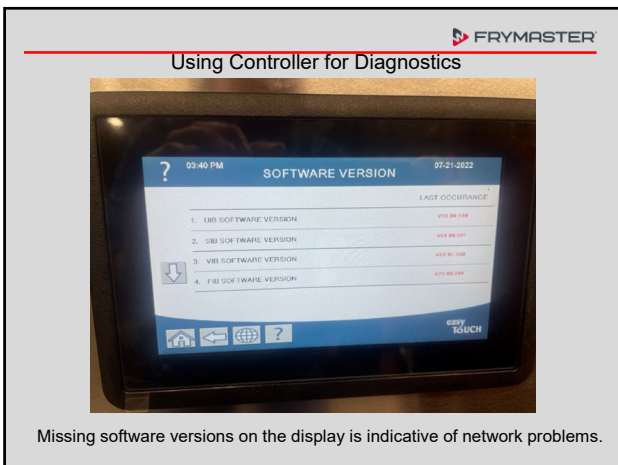 FRYMASTER
Using Controller for Diagnostics
? 03:40 PM SOFTWARE VERSION 07-21-2022
LAST OCCURANCE
1. UIB SOFTWARE VERSION
2. SIB SOFTWARE VERSION
3. VIB SOFTWARE VERSION
4. FIB SOFTWARE VERSION
?
easy
ToUCH
Missing software versions on the display is indicative of network problems.